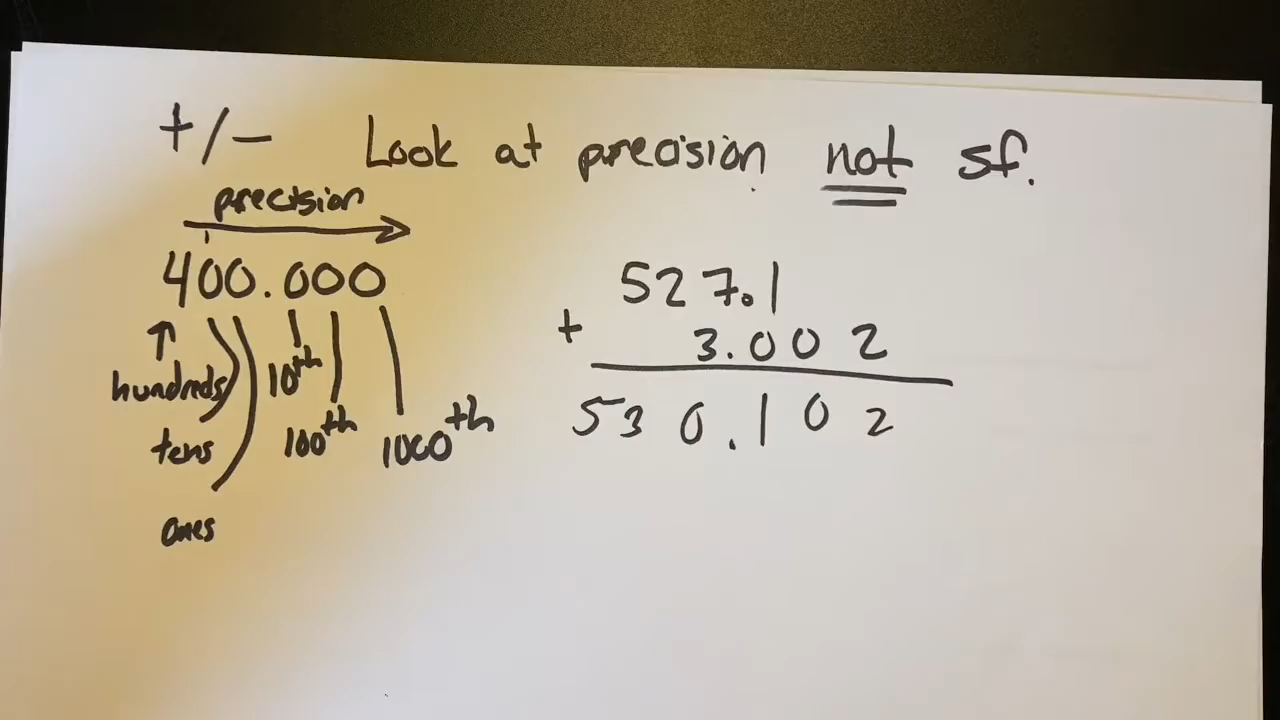 +/- Look at precision not sf.
precision
400.000
hundreds
tens
ones
10th
100th
1000th
527.1
+ 3.002
530.102